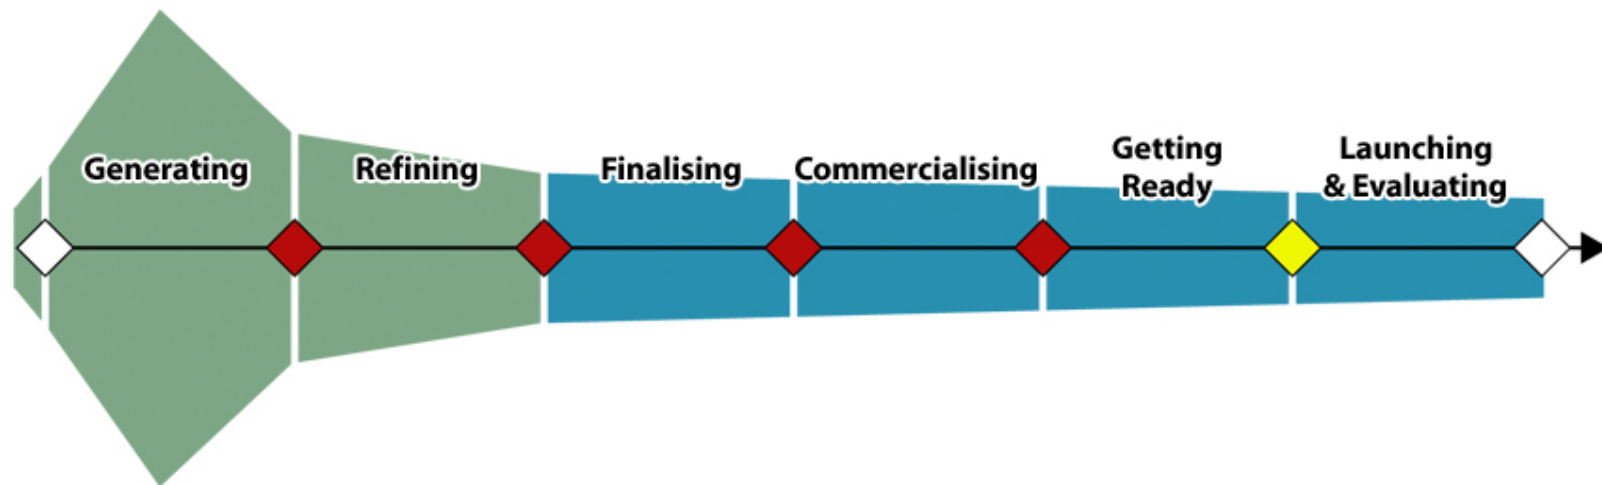 Generating
Refining
Finalising
Commercialising
Getting
Ready
Launching
& Evaluating